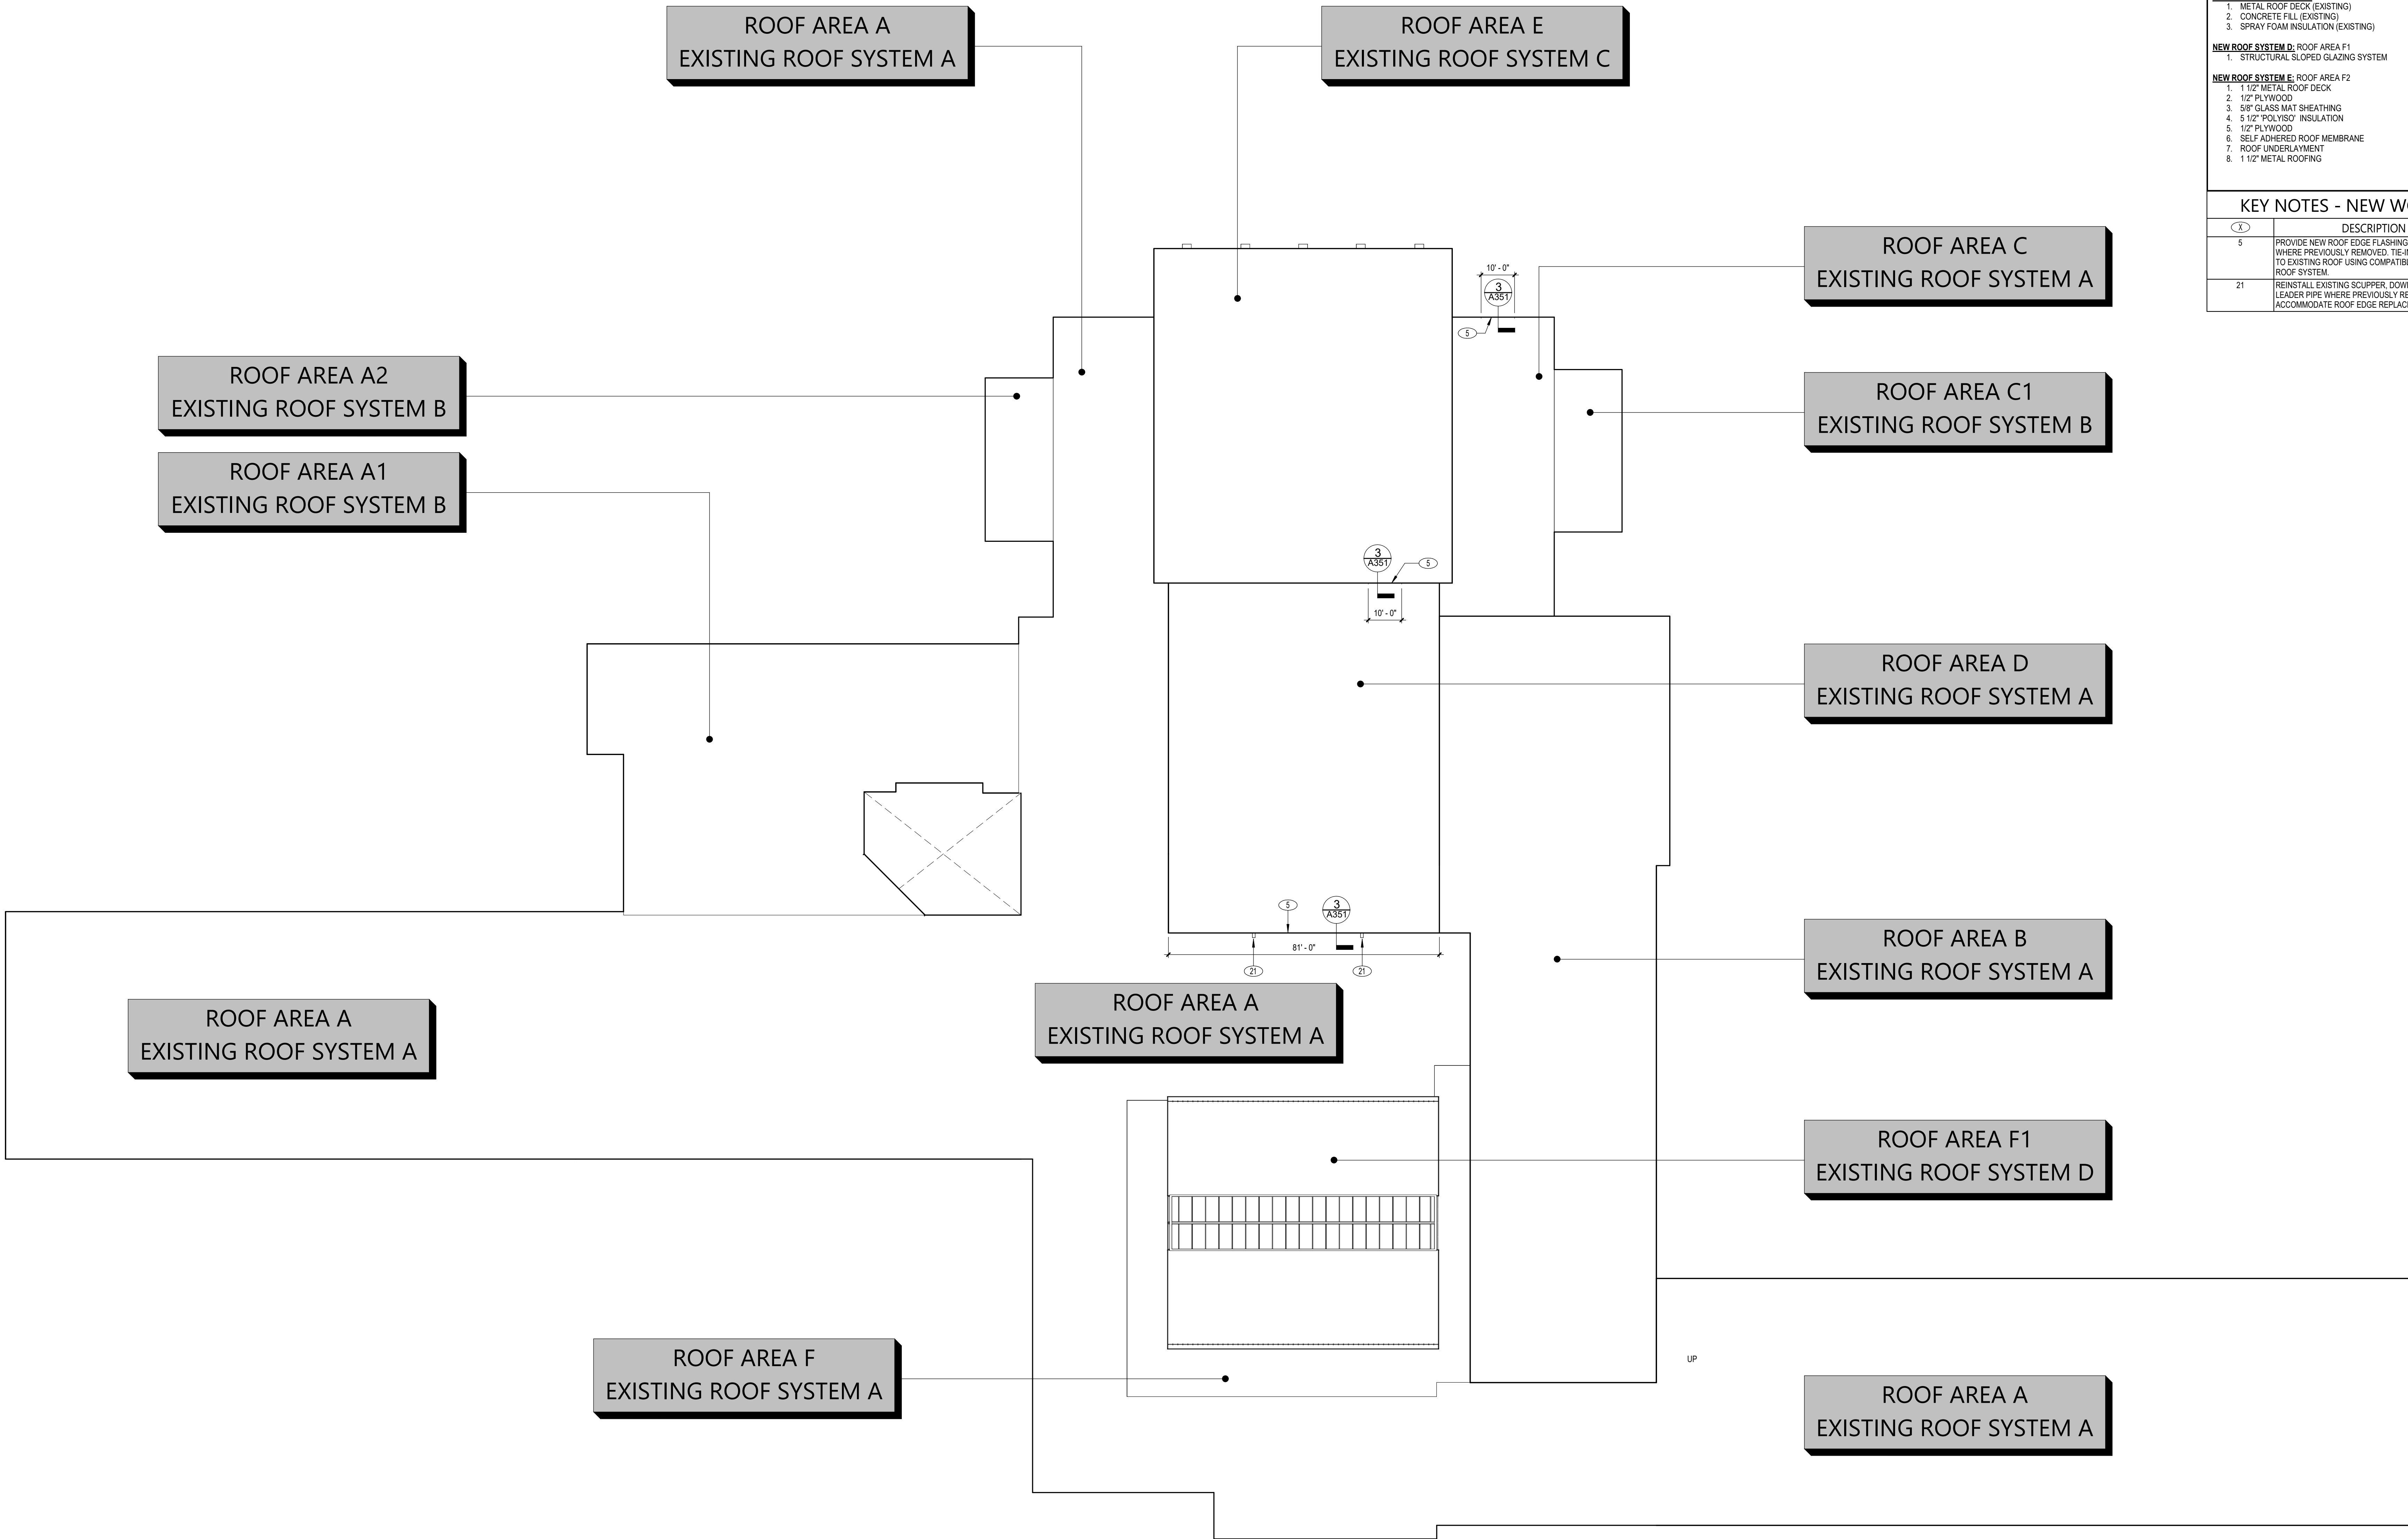 ROOF AREA A
EXISTING ROOF SYSTEM A
ROOF AREA E
EXISTING ROOF SYSTEM C
1. METAL ROOF DECK (EXISTING)
2. CONCRETE FILL (EXISTING)
3. SPRAY FOAM INSULATION (EXISTING)
NEW ROOF SYSTEM D: ROOF AREA F1
1. STRUCTURAL SLOPED GLAZING SYSTEM
NEW ROOF SYSTEM E: ROOF AREA F2
1. 1 1/2" METAL ROOF DECK
2. 1/2" PLYWOOD
3. 5/8" GLASS MAT SHEATHING
4. 5 1/2" 'POLYISO' INSULATION
5. 1/2" PLYWOOD
6. SELF ADHERED ROOF MEMBRANE
7. ROOF UNDERLAYMENT
8. 1 1/2" METAL ROOFING
KEY NOTES - NEW
X DESCRIPTION
5 PROVIDE NEW ROOF EDGE FLASHING
WHERE PREVIOUSLY REMOVED.
TO EXISTING ROOF USING
ROOF SYSTEM.
21 REINSTALL EXISTING SCUPPER,
LEADER PIPE WHERE PREVIOUSLY
ACCOMMODATE ROOF EDGE
ROOF AREA C
EXISTING ROOF SYSTEM A
10' - 0"
3
A351
5
ROOF AREA A2
EXISTING ROOF SYSTEM B
ROOF AREA C1
EXISTING ROOF SYSTEM B
ROOF AREA A1
EXISTING ROOF SYSTEM B
3
A351
5
10' - 0"
ROOF AREA D
EXISTING ROOF SYSTEM A
5
3
A351
81' - 0"
21
21
ROOF AREA B
EXISTING ROOF SYSTEM A
ROOF AREA A
EXISTING ROOF SYSTEM A
ROOF AREA A
EXISTING ROOF SYSTEM A
ROOF AREA F1
EXISTING ROOF SYSTEM D
ROOF AREA F
EXISTING ROOF SYSTEM A
UP
ROOF AREA A
EXISTING ROOF SYSTEM A